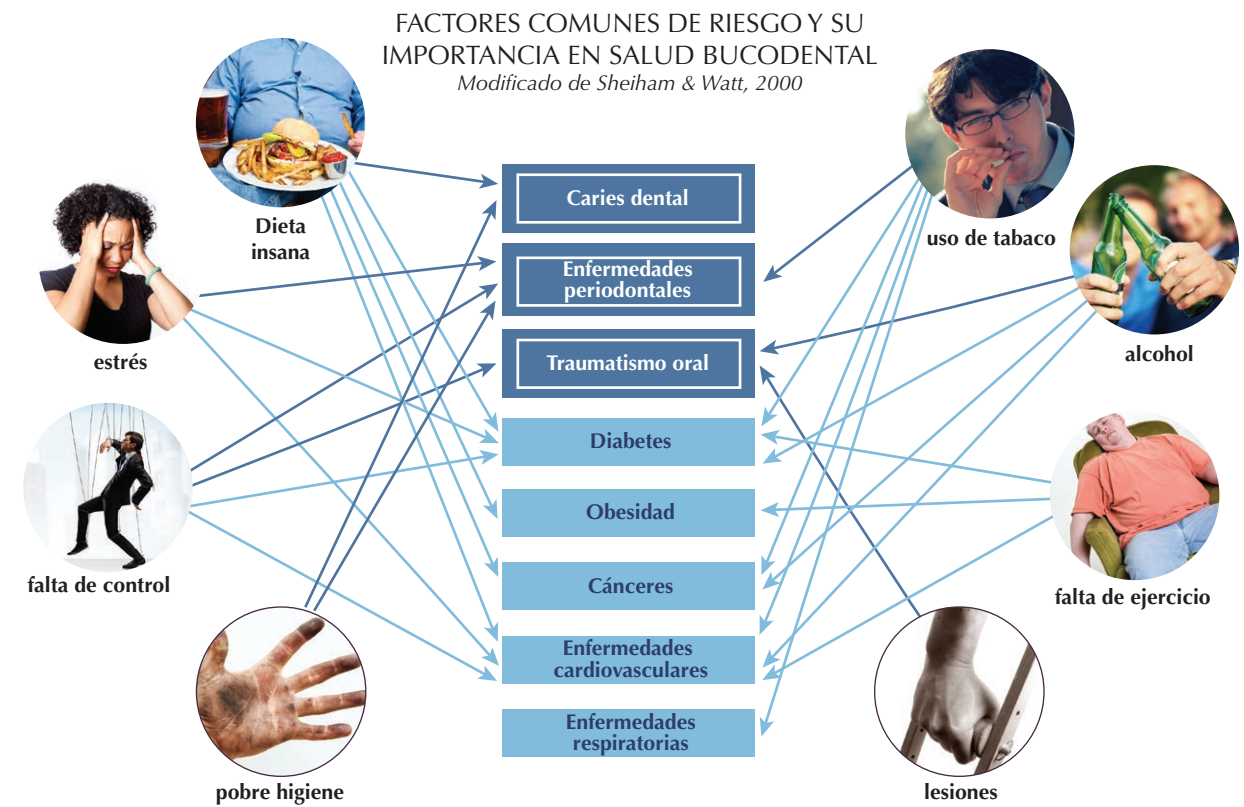 FACTORES COMUNES DE RIESGO Y SU
IMPORTANCIA EN SALUD BUCODENTAL
Modificado de Sheiham & Watt, 2000
Dieta
insana
estrés
falta de control
pobre higiene
Caries dental
Enfermedades
periodontales
Traumatismo oral
Diabetes
Obesidad
Cánceres
Enfermedades
cardiovasculares
Enfermedades
respiratorias
uso de tabaco
alcohol
falta de ejercicio
lesiones